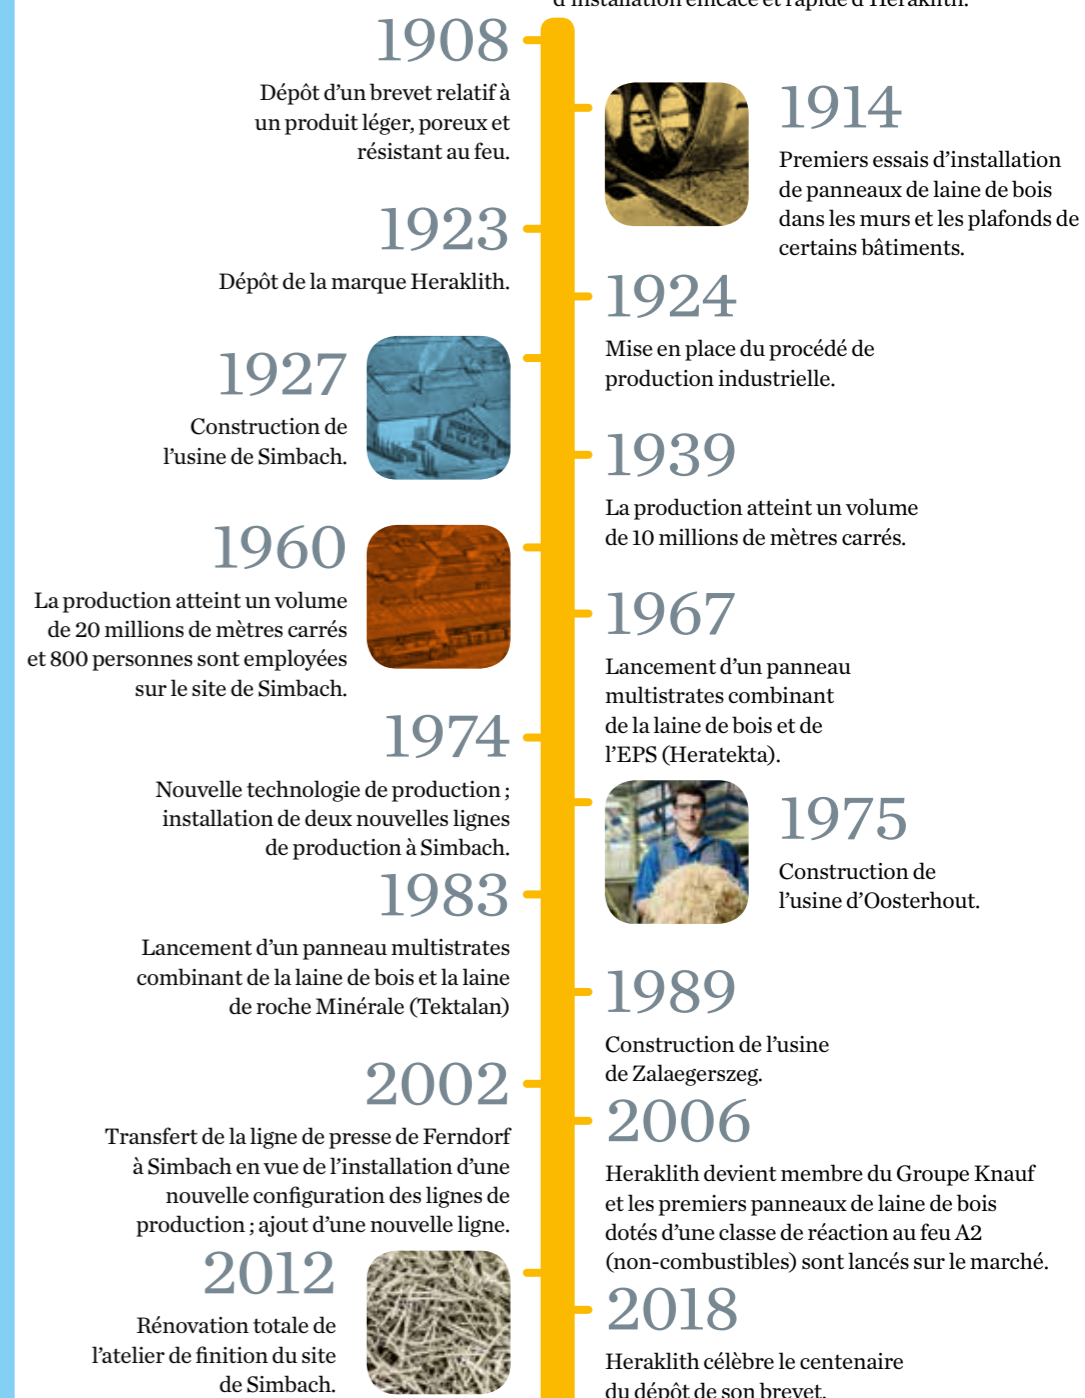 d'installation efficace et rapide d'Heraklith.
1908
Dépôt d'un brevet relatif à
un produit léger, poreux et
résistant au feu.
1914
Premiers essais d'installation
de panneaux de laine de bois
dans les murs et les plafonds de
certains bâtiments.
1923
Dépôt de la marque Heraklith.
1924
Mise en place du procédé de
production industrielle.
1927
Construction de
l'usine de Simbach.
1939
La production atteint un volume
de 10 millions de mètres carrés.
1960
La production atteint un volume
de 20 millions de mètres carrés
et 800 personnes sont employées
sur le site de Simbach.
1967
Lancement d'un panneau
multistrates combinant
de la laine de bois et de
l'EPS (Heratekta).
1974
Nouvelle technologie de production ;
installation de deux nouvelles lignes
de production à Simbach.
1975
Construction de
l'usine d'Oosterhout.
1983
Lancement d'un panneau multistrates
combinant de la laine de bois et la laine
de roche Minérale (Tektalan)
1989
Construction de l'usine
de Zalaegerszeg.
2002
Transfert de la ligne de presse de Ferndorf
à Simbach en vue de l'installation d'une
nouvelle configuration des lignes de
production ; ajout d'une nouvelle ligne.
2006
Heraklith devient membre du Groupe Knauf
et les premiers panneaux de laine de bois
dotés d'une classe de réaction au feu A2
(non-combustibles) sont lancés sur le marché.
2012
Rénovation totale de
l'atelier de finition du site
de Simbach.
2018
Heraklith célèbre le centenaire
du dépôt de son brevet.